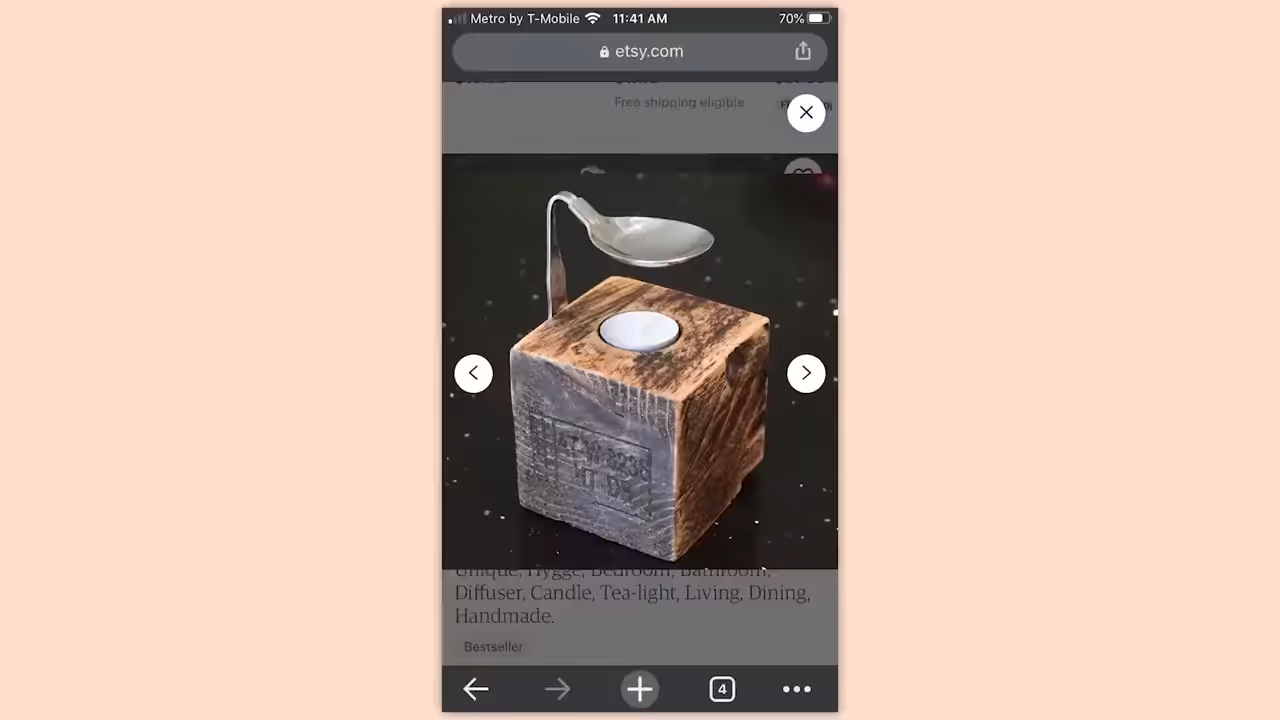 Metro by T-Mobile 11:41 AM 70%
etsy.com
Free shipping eligible
Unique, Hygge, Bedroom, Bathroom,
Diffuser, Candle, Tea-light, Living, Dining,
Handmade.
Bestseller
4